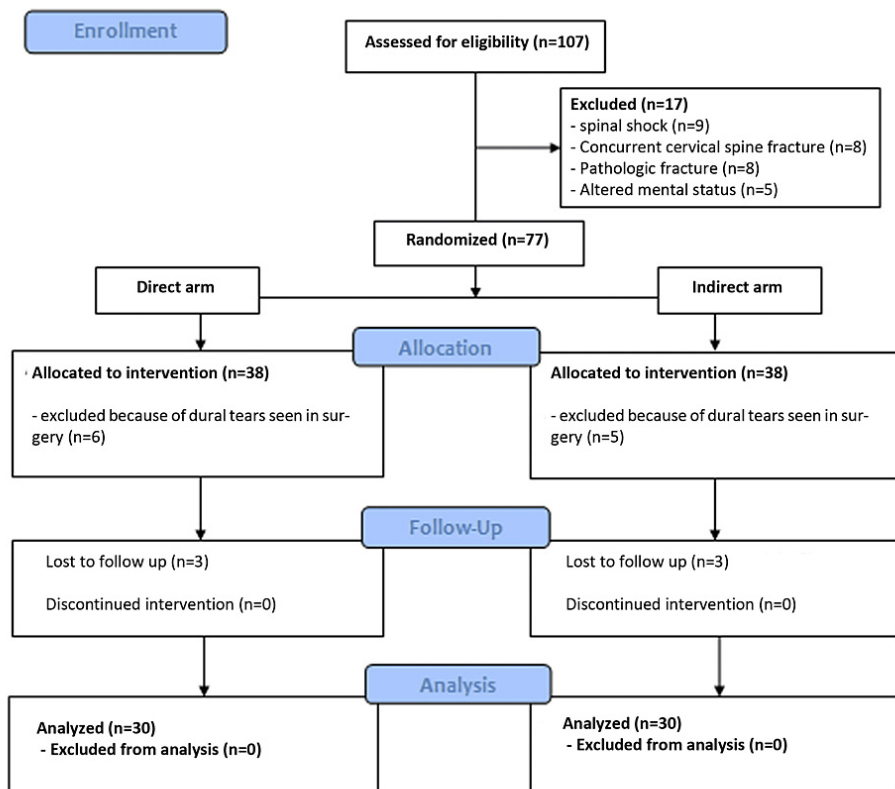 Enrollment
Assessed for eligibility (n=107)
Excluded (n=17)
- spinal shock (n=9)
- Concurrent cervical spine fracture (n=8)
- Pathologic fracture (n=8)
- Altered mental status (n=5)
Randomized (n=77)
Direct arm
Indirect arm
Allocation
Allocated to intervention (n=38)
- excluded because of dural tears seen in sur-
gery (n=6)
Allocated to intervention (n=38)
- excluded because of dural tears seen in sur-
gery (n=5)
Follow-Up
Lost to follow up (n=3)
Discontinued intervention (n=0)
Lost to follow up (n=3)
Discontinued intervention (n=0)
Analysis
Analyzed (n=30)
- Excluded from analysis (n=0)
Analyzed (n=30)
- Excluded from analysis (n=0)